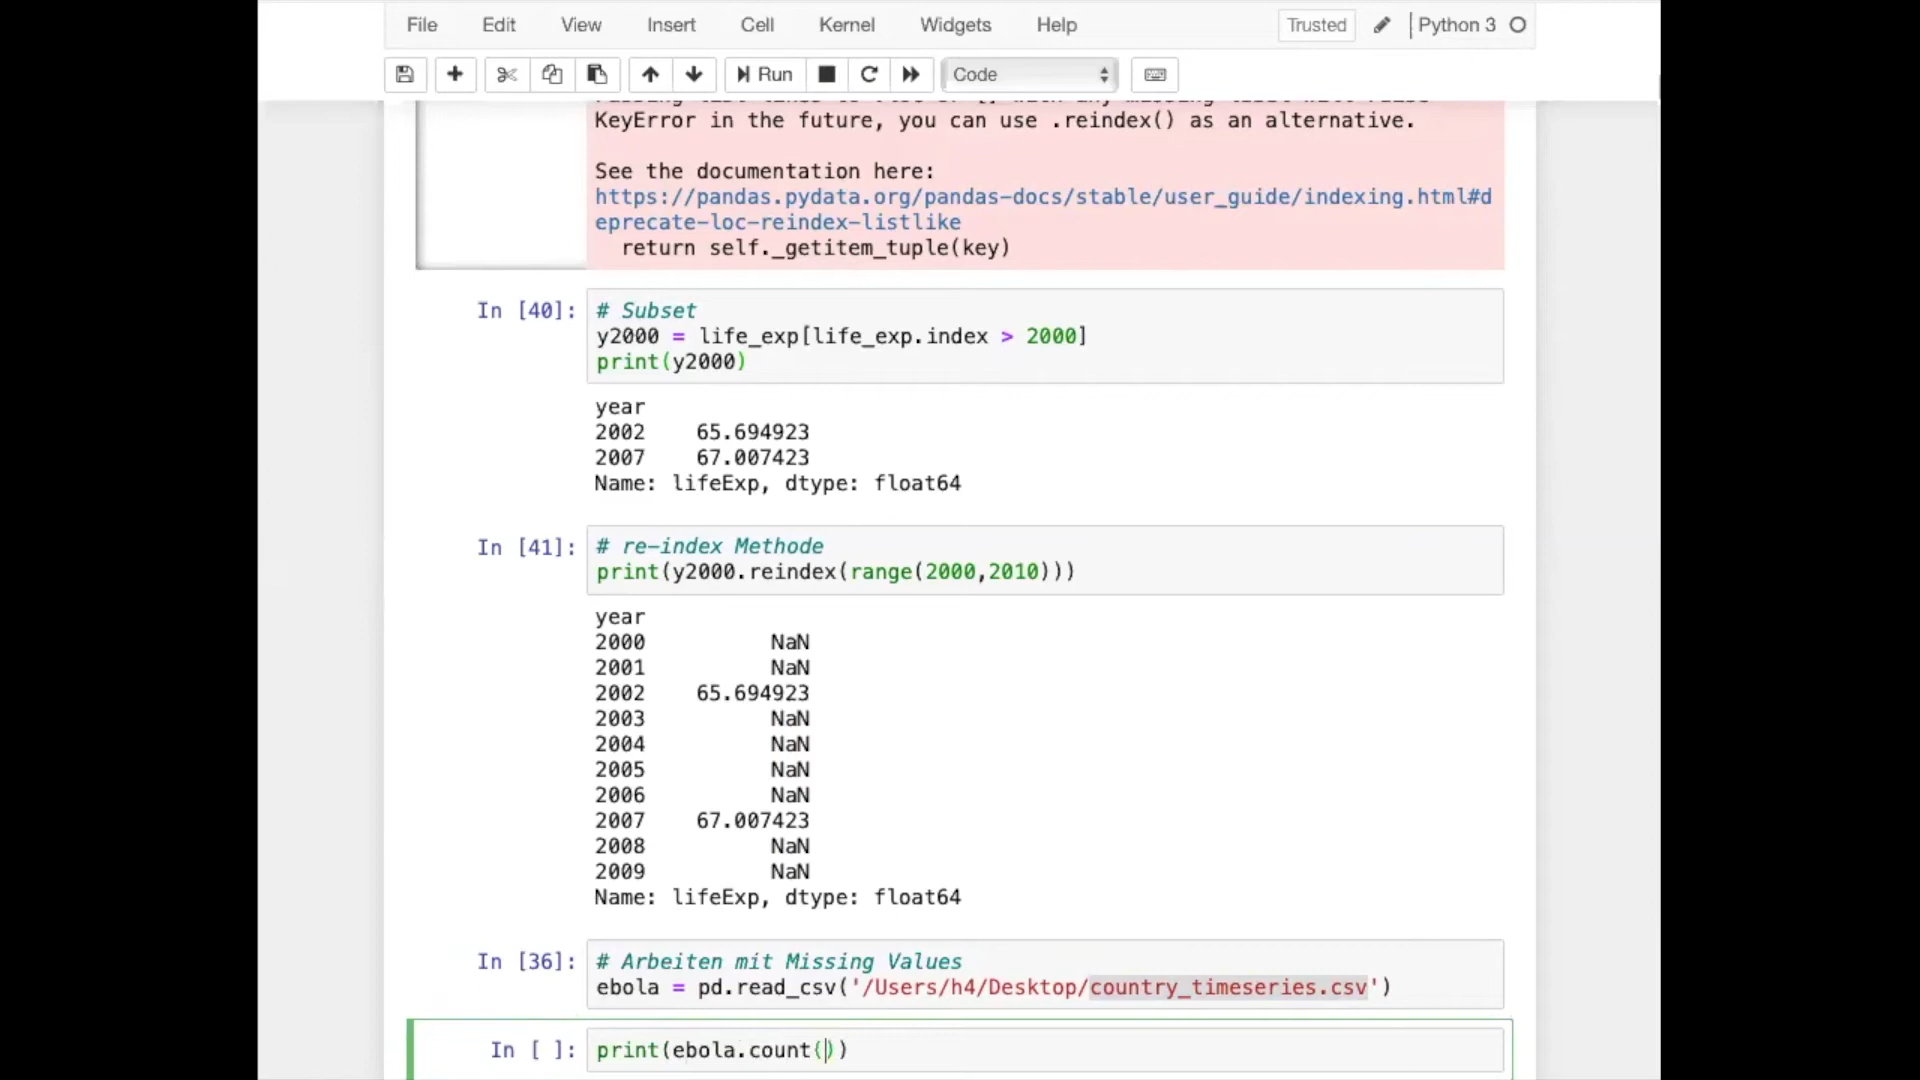 File Edit View Insert Cell Kernel Widgets Help Trusted Python 3
Run Code
KeyError in the future, you can use .reindex() as an alternative.
See the documentation here:
https://pandas.pydata.org/pandas-docs/stable/user_guide/indexing.html#d
eprecate-loc-reindex-listlike
return self._getitem_tuple(key)
In [40]: # Subset
y2000 = life_exp[life_exp.index > 2000]
print(y2000)
year
2002 65.694923
2007 67.007423
Name: lifeExp, dtype: float64
In [41]: # re-index Methode
print(y2000.reindex(range(2000,2010)))
year
2000 NaN
2001 NaN
2002 65.694923
2003 NaN
2004 NaN
2005 NaN
2006 NaN
2007 67.007423
2008 NaN
2009 NaN
Name: lifeExp, dtype: float64
In [36]: # Arbeiten mit Missing Values
ebola = pd.read_csv('/Users/h4/Desktop/country_timeseries.csv')
In [ ]: print(ebola.count())